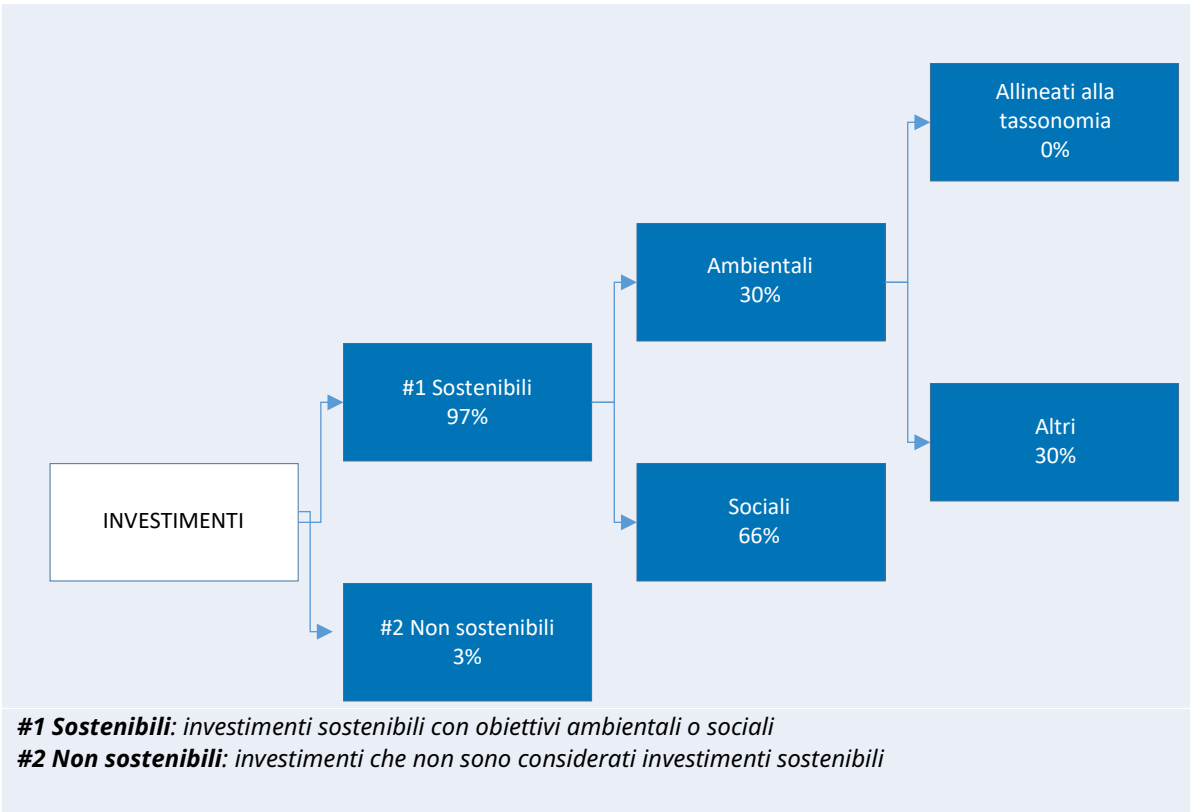 Allineati alla
tassonomia
0%
Ambientali
30%
#1 Sostenibili
97%
Altri
30%
INVESTIMENTI
Sociali
66%
#2 Non sostenibili
3%
#1 Sostenibili: investimenti sostenibili con obiettivi ambientali o sociali
#2 Non sostenibili: investimenti che non sono considerati investimenti sostenibili